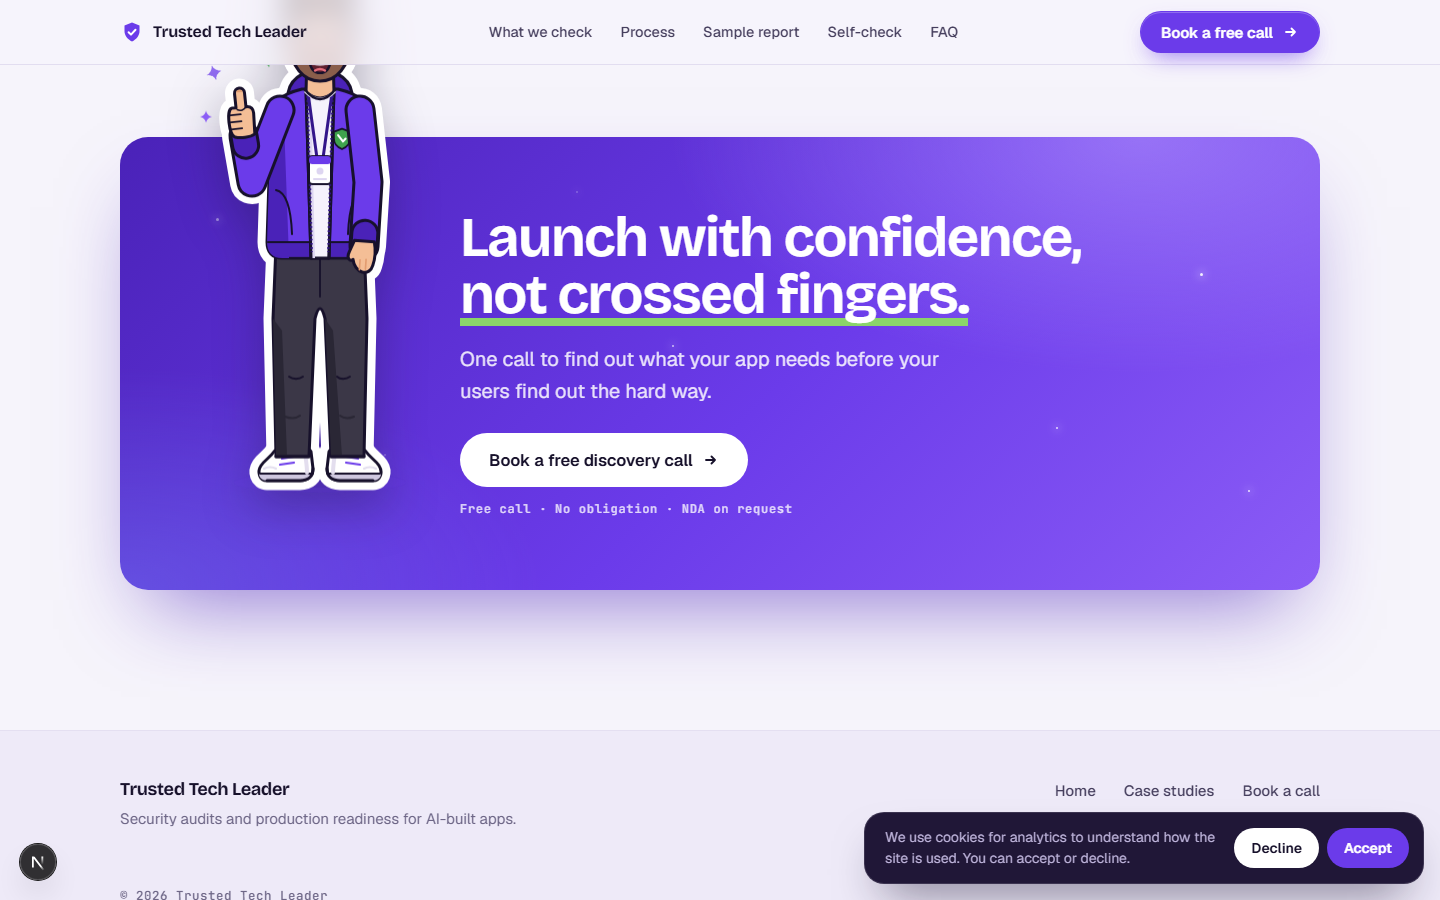 Trusted Tech Leader
What we check
Process
Sample report
Self-check
FAQ
Book a free call →
Launch with confidence,
not crossed fingers.
One call to find out what your app needs before your
users find out the hard way.
Book a free discovery call →
Free call · No obligation · NDA on request
Trusted Tech Leader
Security audits and production readiness for AI-built apps.
Home
Case studies
Book a call
We use cookies for analytics to understand how the
site is used. You can accept or decline.
Decline
Accept
N
© 2026 Trusted Tech Leader